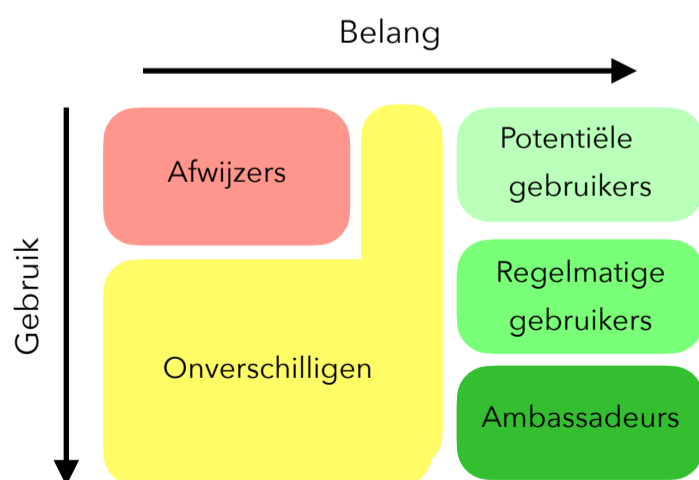 Belang
Gebruik
Afwijzers
Onverschilligen
Potentiële
gebruikers
Regelmatige
gebruikers
Ambassadeurs